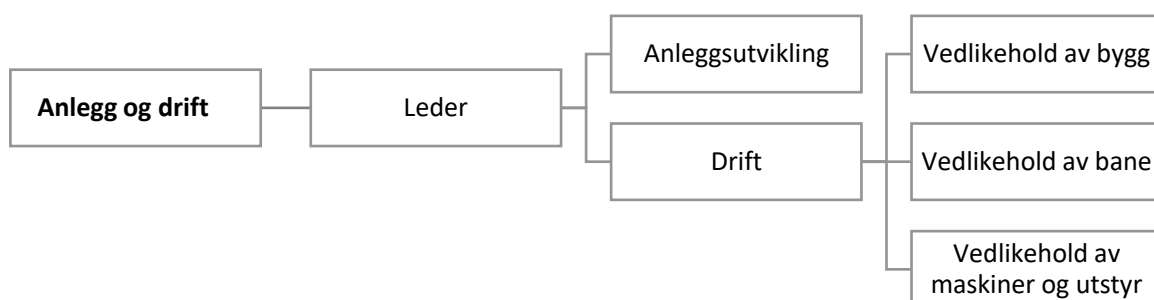 Anlegg og drift
Leder
Anleggsutvikling
Drift
Vedlikehold av bygg
Vedlikehold av bane
Vedlikehold av
maskiner og utstyr